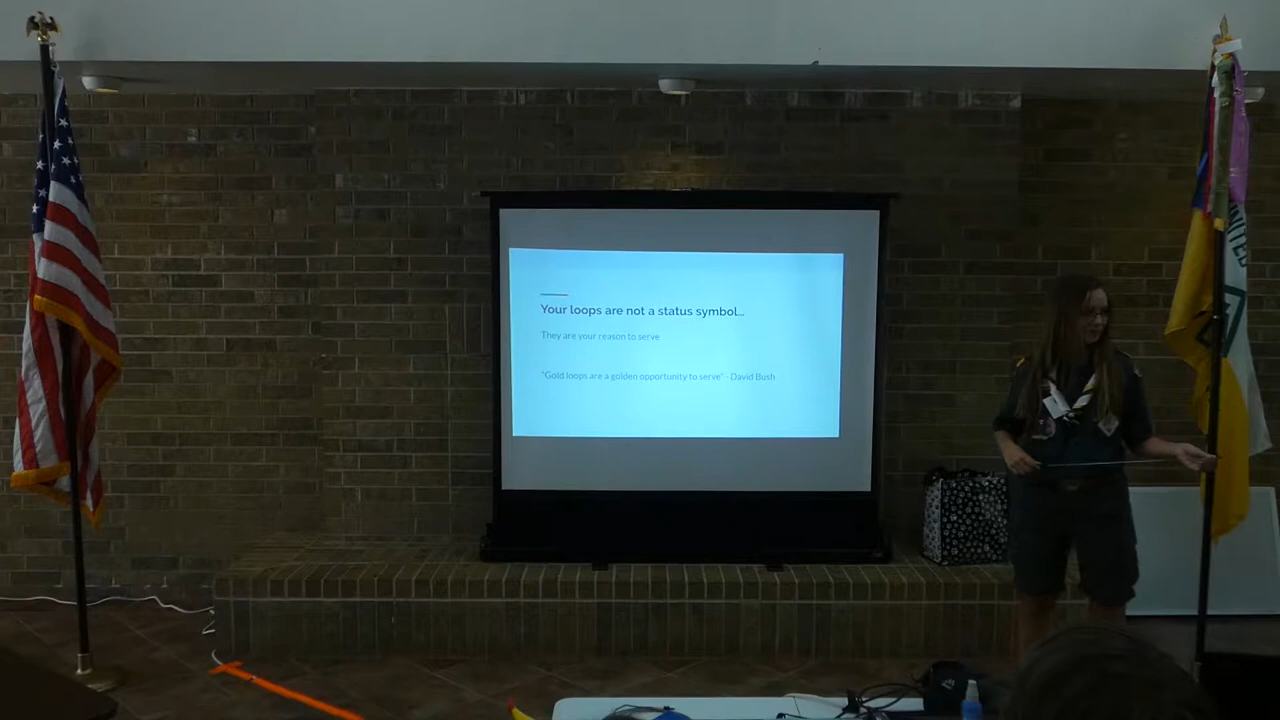 Your loops are not a status symbol...
They are your reason to serve
"Gold loops are a golden opportunity to serve" - David Bush
UNITED